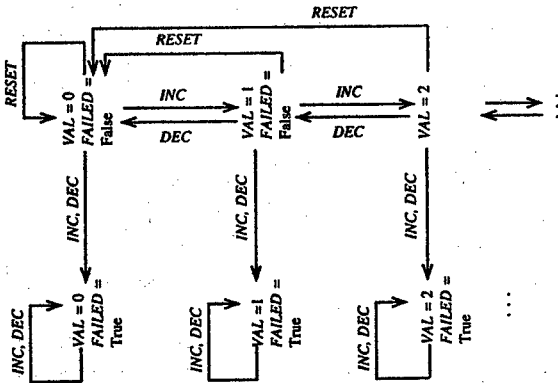 RESET
RESET
RESET
VAL = 0
FAILED =
False
INC
DEC
VAL = 1
FAILED =
False
INC
DEC
VAL = 2
...
INC, DEC
INC, DEC
INC, DEC
INC, DEC
VAL = 0
FAILED =
True
INC, DEC
VAL =1
FAILED =
True
INC, DEC
VAL = 2
FAILED =
True
...